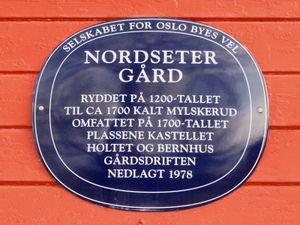 SELSKABET FOR OSLO BYES VEL
NORDSETER
GÅRD
RYDDET PÅ 1200-TALLET
TIL CA 1700 KALT MYLSKERUD
OMFATTET PÅ 1700-TALLET
PLASSENE KASTELLET
HOLTET OG BERNHUS
GÅRDSDRIFTEN
NEDLAGT 1978